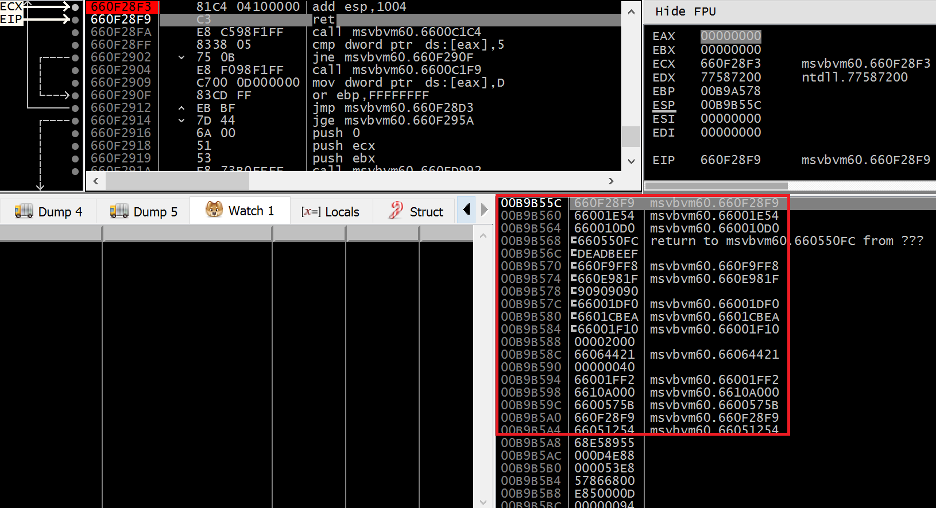 ECX
EIP
660F28F3 81C4 04100000 add esp,1004
660F28F9 C3 ret
660F28FA E8 C598F1FF call msvbvm60.6600C1C4
660F28FF 8338 05 cmp dword ptr ds:[eax],5
660F2902 75 0B jne msvbvm60.660F290F
660F2904 E8 F098F1FF call msvbvm60.6600C1F9
660F2909 C700 0D000000 mov dword ptr ds:[eax],D
660F290F 83CD FF or ebp,FFFFFFFF
660F2912 EB BF jmp msvbvm60.660F28D3
660F2914 7D 44 jge msvbvm60.660F295A
660F2916 6A 00 push 0
660F2918 51 push ecx
660F2919 53 push ebx
Hide FPU
EAX 00000000
EBX 00000000
ECX 660F28F3 msvbvm60.660F28F3
EDX 77587200 ntdll.77587200
EBP 00B9A578
ESP 00B9B55C
ESI 00000000
EDI 00000000
EIP 660F28F9 msvbvm60.660F28F9
Dump 4
Dump 5
Watch 1
[x=] Locals
Struct
00B9B55C 660F28F9 msvbvm60.660F28F9
00B9B560 66001E54 msvbvm60.66001E54
00B9B564 660010D0 msvbvm60.660010D0
00B9B568 660550FC return to msvbvm60.660550FC from ???
00B9B56C DEADBEEF
00B9B570 660F9FF8 msvbvm60.660F9FF8
00B9B574 660E981F msvbvm60.660E981F
00B9B578 90909090
00B9B57C 66001DF0 msvbvm60.66001DF0
00B9B580 6601CBEA msvbvm60.6601CBEA
00B9B584 66001F10 msvbvm60.66001F10
00B9B588 00002000
00B9B58C 66064421 msvbvm60.66064421
00B9B590 00000040
00B9B594 66001FF2 msvbvm60.66001FF2
00B9B598 6610A000 msvbvm60.6610A000
00B9B59C 6600575B msvbvm60.6600575B
00B9B5A0 660F28F9 msvbvm60.660F28F9
00B9B5A4 66051254 msvbvm60.66051254
00B9B5A8 68E58955
00B9B5AC 000D4E88
00B9B5B0 000053E8
00B9B5B4 57866800
00B9B5B8 E850000D
00B9B5BC 00000094